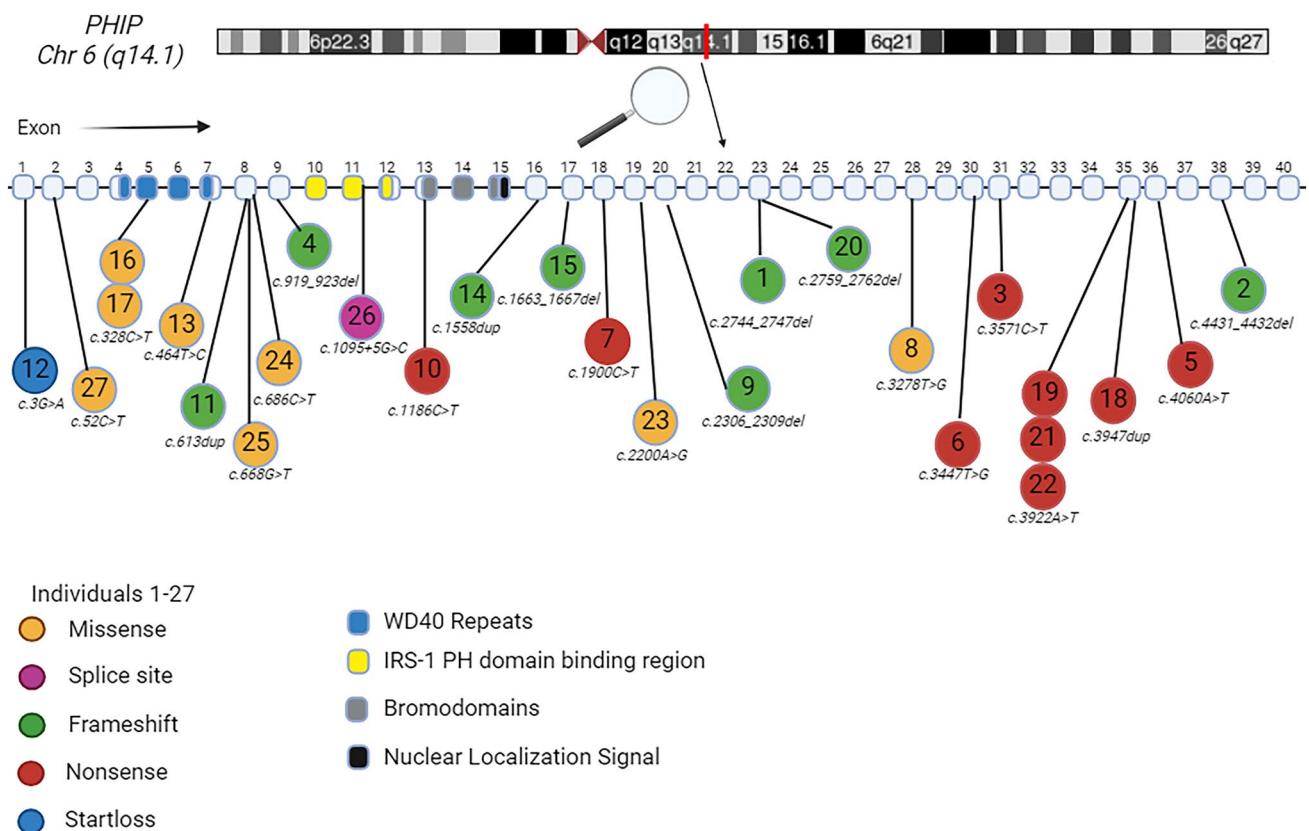 PHIP
Chr 6 (q14.1)
6p22.3 q12 q13 q14.1 15 16.1 6q21 26 q27
Exon
1 2 3 4 5 6 7 8 9 10 11 12 13 14 15 16 17 18 19 20 21 22 23 24 25 26 27 28 29 30 31 32 33 34 35 36 37 38 39 40
16
17
c.328C>T
13
c.464T>C
12
c.3G>A
27
c.52C>T
11
c.613dup
25
c.668G>T
24
c.686C>T
4
c.919_923del
26
c.1095+5G>C
10
c.1186C>T
14
c.1558dup
15
c.1663_1667del
7
c.1900C>T
23
c.2200A>G
9
c.2306_2309del
1
c.2744_2747del
20
c.2759_2762del
8
c.3278T>G
6
c.3447T>G
3
c.3571C>T
19
21
22
c.3922A>T
18
c.3947dup
5
c.4060A>T
2
c.4431_4432del
Individuals 1-27
Missense
Splice site
Frameshift
Nonsense
Startloss
WD40 Repeats
IRS-1 PH domain binding region
Bromodomains
Nuclear Localization Signal